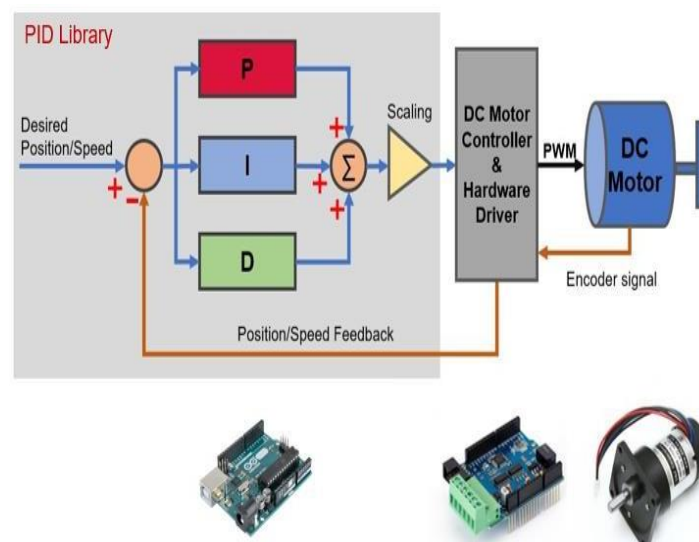 PID Library
Desired
Position/Speed
+
−
P
I
D
+
+
+
Σ
Scaling
DC Motor
Controller
&
Hardware
Driver
PWM
DC
Motor
Encoder signal
Position/Speed Feedback